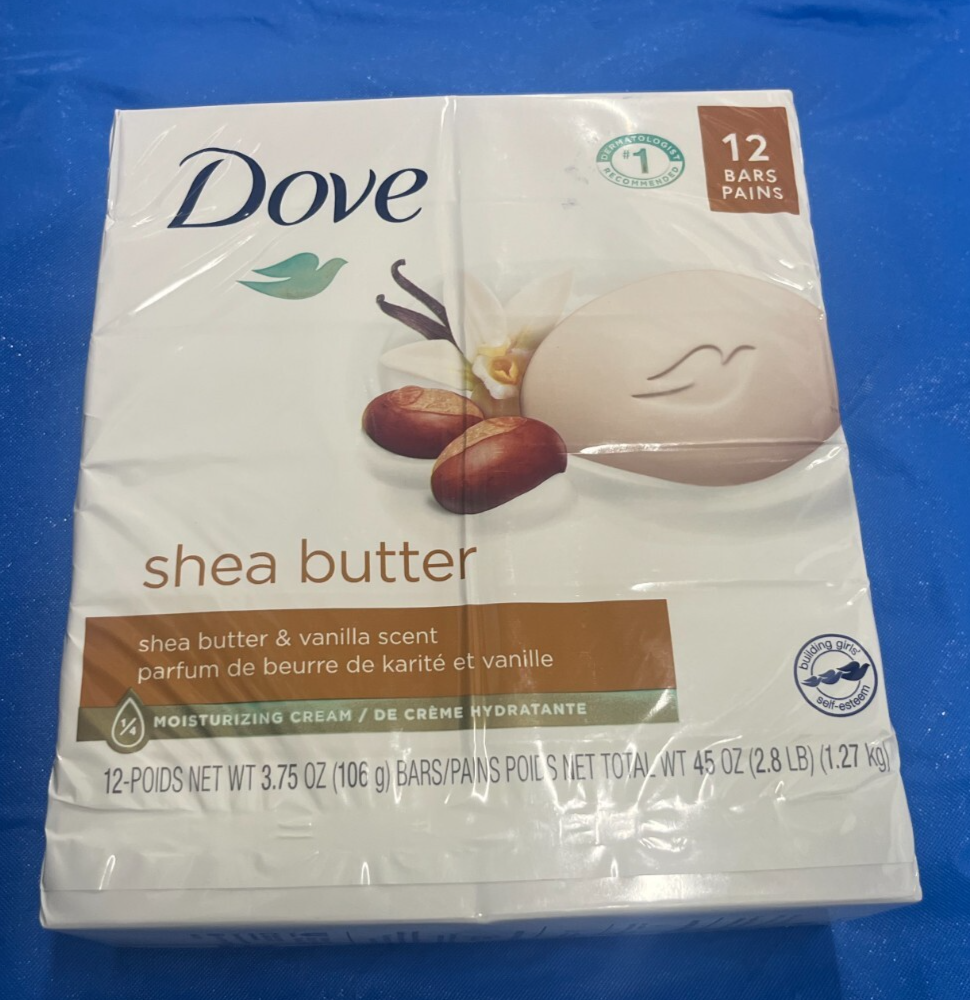 Dove
DERMATOLOGIST
#1
RECOMMENDED
12
BARS
PAINS
shea butter
shea butter & vanilla scent
parfum de beurre de karité et vanille
1/4 MOISTURIZING CREAM / DE CRÈME HYDRATANTE
building girls'
self-esteem
12-POIDS NET WT 3.75 OZ (106 g) BARS/PAINS POIDS NET TOTAL WT 45 OZ (2.8 LB) (1.27 kg)